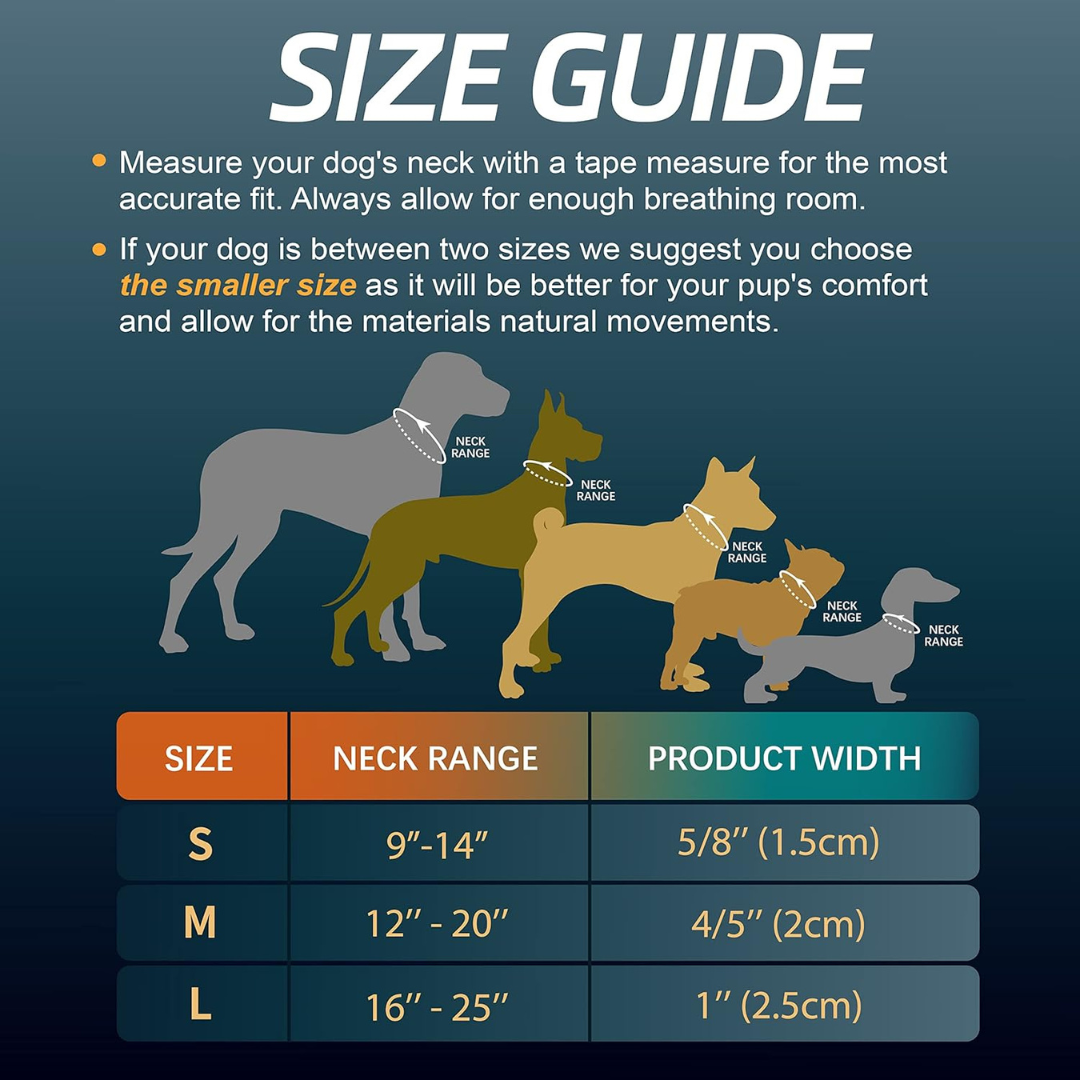 SIZE GUIDE
Measure your dog's neck with a tape measure for the most
accurate fit. Always allow for enough breathing room.
If your dog is between two sizes we suggest you choose
the smaller size as it will be better for your pup's comfort
and allow for the materials natural movements.
NECK
RANGE
NECK
RANGE
NECK
RANGE
NECK
RANGE
NECK
RANGE
SIZE NECK RANGE PRODUCT WIDTH
S 9’’-14’’ 5/8’’ (1.5cm)
M 12’’ - 20’’ 4/5’’ (2cm)
L 16’’ - 25’’ 1’’ (2.5cm)